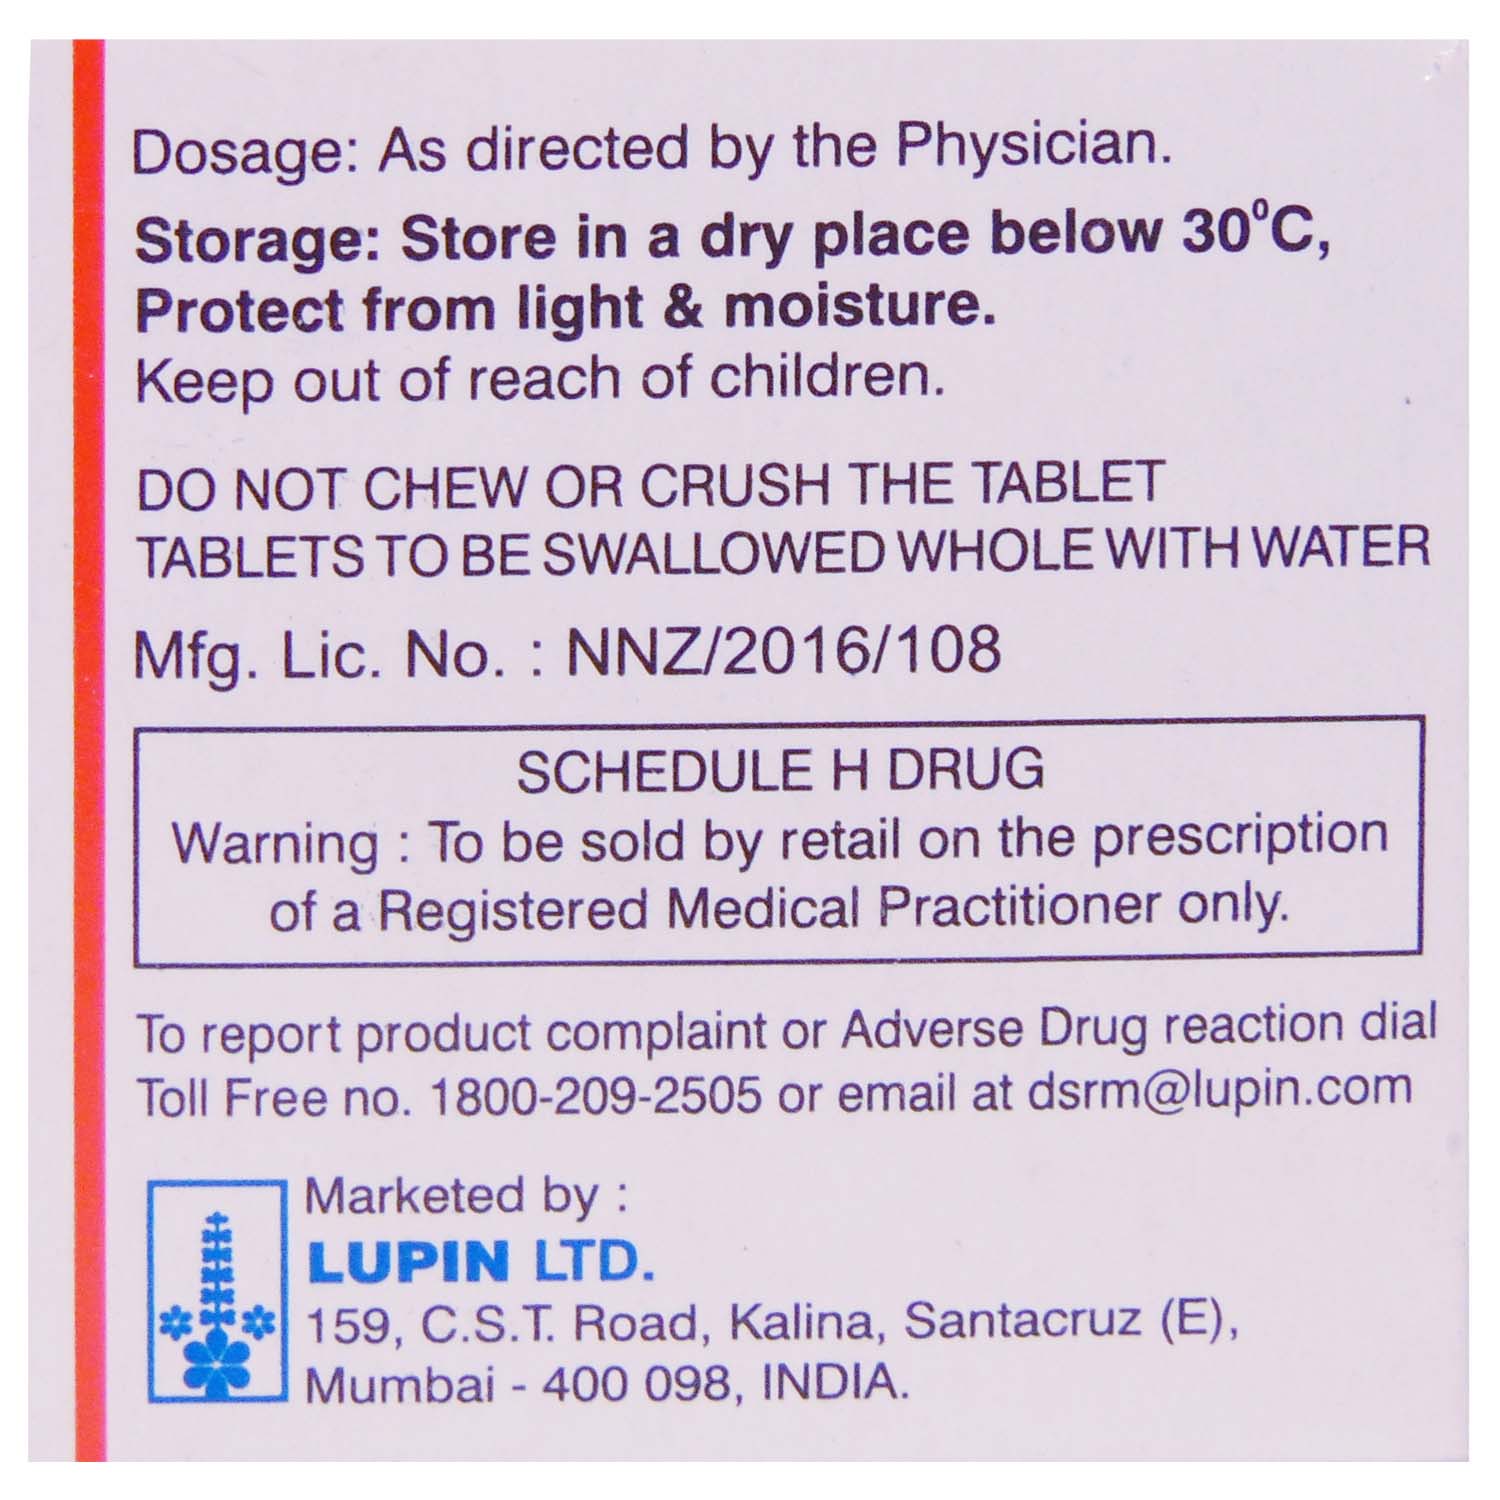 Dosage: As directed by the Physician.
Storage: Store in a dry place below 30⁰C,
Protect from light & moisture.
Keep out of reach of children.
DO NOT CHEW OR CRUSH THE TABLET
TABLETS TO BE SWALLOWED WHOLE WITH WATER
Mfg. Lic. No. : NNZ/2016/108
SCHEDULE H DRUG
Warning : To be sold by retail on the prescription
of a Registered Medical Practitioner only.
To report product complaint or Adverse Drug reaction dial
Toll Free no. 1800-209-2505 or email at dsrm@lupin.com
Marketed by :
LUPIN LTD.
159, C.S.T. Road, Kalina, Santacruz (E),
Mumbai - 400 098, INDIA.